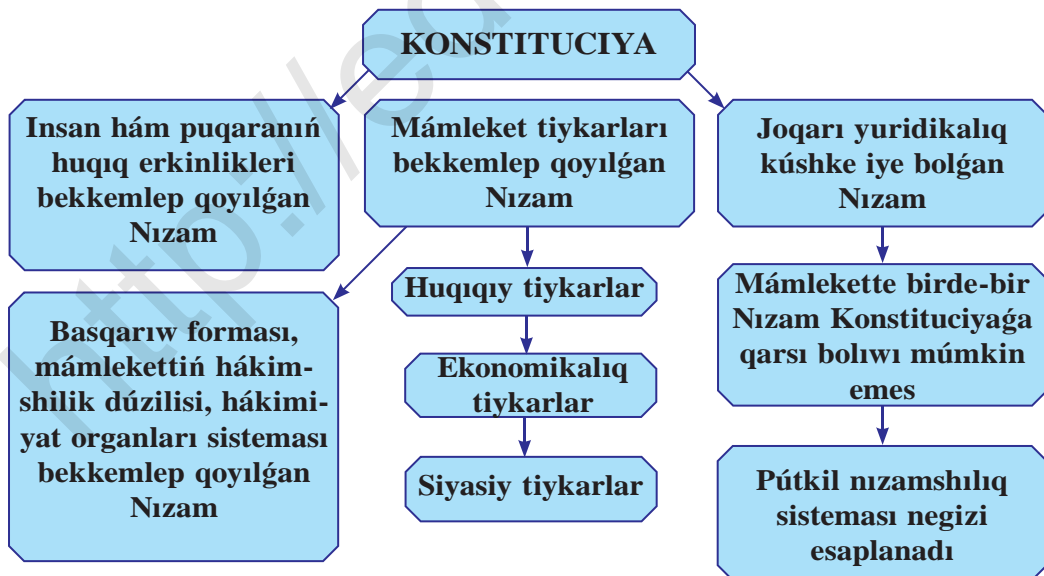 KONSTITUCIYA
Insan hám puqaranıń
huqıq erkinlikleri
bekkemlep qoyılǵan
Nızam
Mámleket tiykarları
bekkemlep qoyılǵan
Nızam
Joqarı yuridikalıq
kúshke iye bolǵan
Nızam
Basqarıw forması,
mámlekettiń hákim-
shilik dúzilisi, hákimi-
yat organları sisteması
bekkemlep qoyılǵan
Nızam
Huqıqıy tiykarlar
Ekonomikalıq
tiykarlar
Siyasiy tiykarlar
Mámlekette birde-bir
Nızam Konstituciyaǵa
qarsı bolıwı múmkin
emes
Pútkil nızamshılıq
sisteması negizi
esaplanadı
http://e